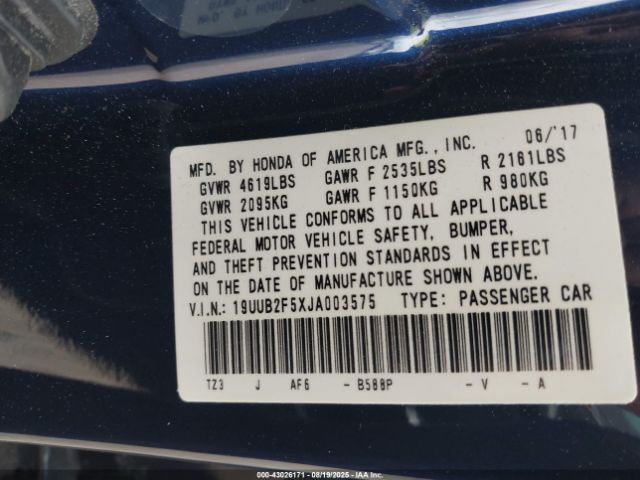 06/'17
MFD. BY HONDA OF AMERICA MFG., INC.
GVWR 4619LBS GAWR F 2535LBS R 2161LBS
GVWR 2095KG GAWR F 1150KG R 980KG
THIS VEHICLE CONFORMS TO ALL APPLICABLE
FEDERAL MOTOR VEHICLE SAFETY, BUMPER,
AND THEFT PREVENTION STANDARDS IN EFFECT
ON THE DATE OF MANUFACTURE SHOWN ABOVE.
V.I.N.: 19UUB2F5XJA003575 TYPE: PASSENGER CAR
TZ3 J AF6 - B588P - V - A
000-43026171 - 08/19/2025 - IAAI.COM